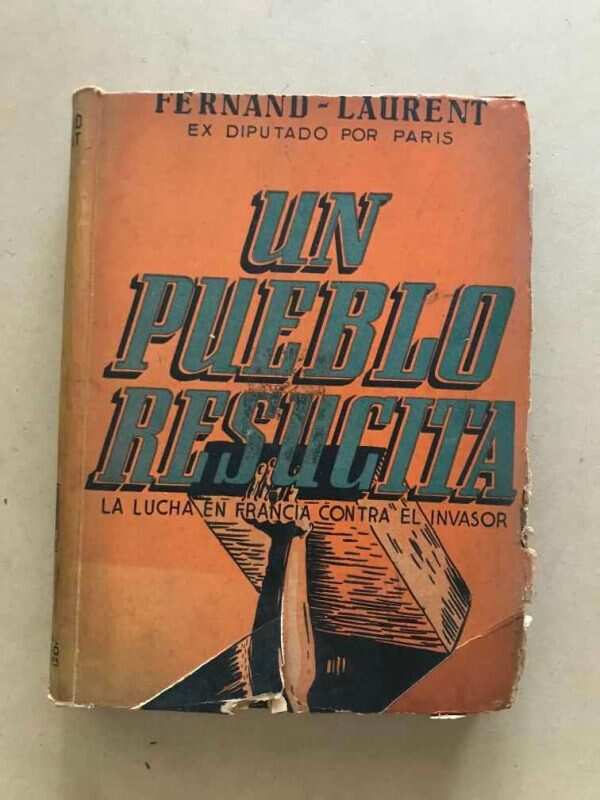 FERNAND-LAURENT
EX DIPUTADO POR PARIS
UN
PUEBLO
RESUCITA
LA LUCHA EN FRANCIA CONTRA EL INVASOR